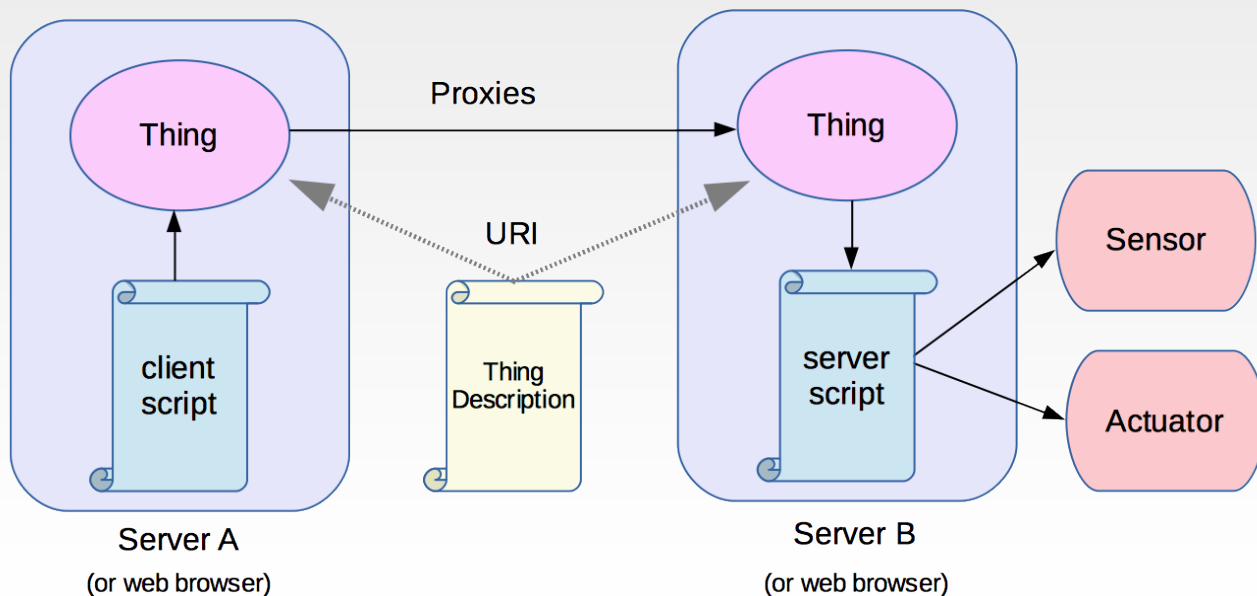 Thing
Proxies
Thing
URI
Sensor
client
script
Thing
Description
server
script
Actuator
Server A
(or web browser)
Server B
(or web browser)